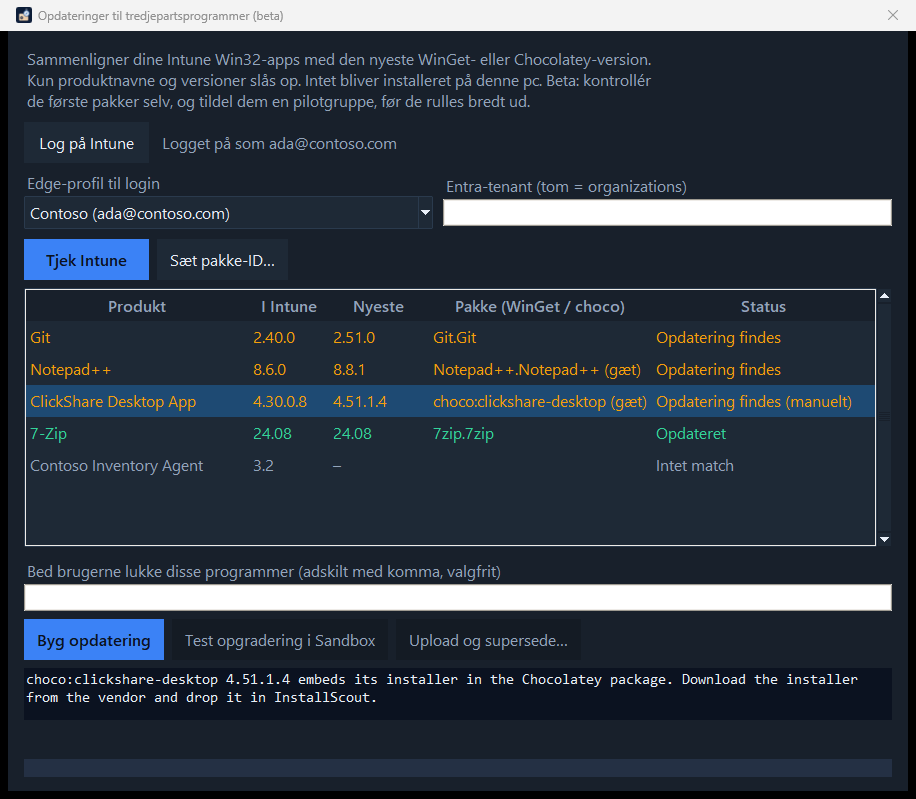 Opdateringer til tredjepartsprogrammer (beta)
Sammenligner dine Intune Win32-apps med den nyeste WinGet- eller Chocolatey-version.
Kun produktnavne og versioner slås op. Intet bliver installeret på denne pc. Beta: kontrollér
de første pakker selv, og tildel dem en pilotgruppe, før de rulles bredt ud.
Log på Intune Logget på som ada@contoso.com
Edge-profil til login Entra-tenant (tom = organizations)
Contoso (ada@contoso.com)
Tjek Intune Sæt pakke-ID...
Produkt I Intune Nyeste Pakke (WinGet / choco) Status
Git 2.40.0 2.51.0 Git.Git Opdatering findes
Notepad++ 8.6.0 8.8.1 Notepad++.Notepad++ (gæt) Opdatering findes
ClickShare Desktop App 4.30.0.8 4.51.1.4 choco:clickshare-desktop (gæt) Opdatering findes (manuelt)
7-Zip 24.08 24.08 7zip.7zip Opdateret
Contoso Inventory Agent 3.2 – Intet match
Bed brugerne lukke disse programmer (adskilt med komma, valgfrit)
Byg opdatering Test opgradering i Sandbox Upload og supersede...
choco:clickshare-desktop 4.51.1.4 embeds its installer in the Chocolatey package. Download the installer
from the vendor and drop it in InstallScout.